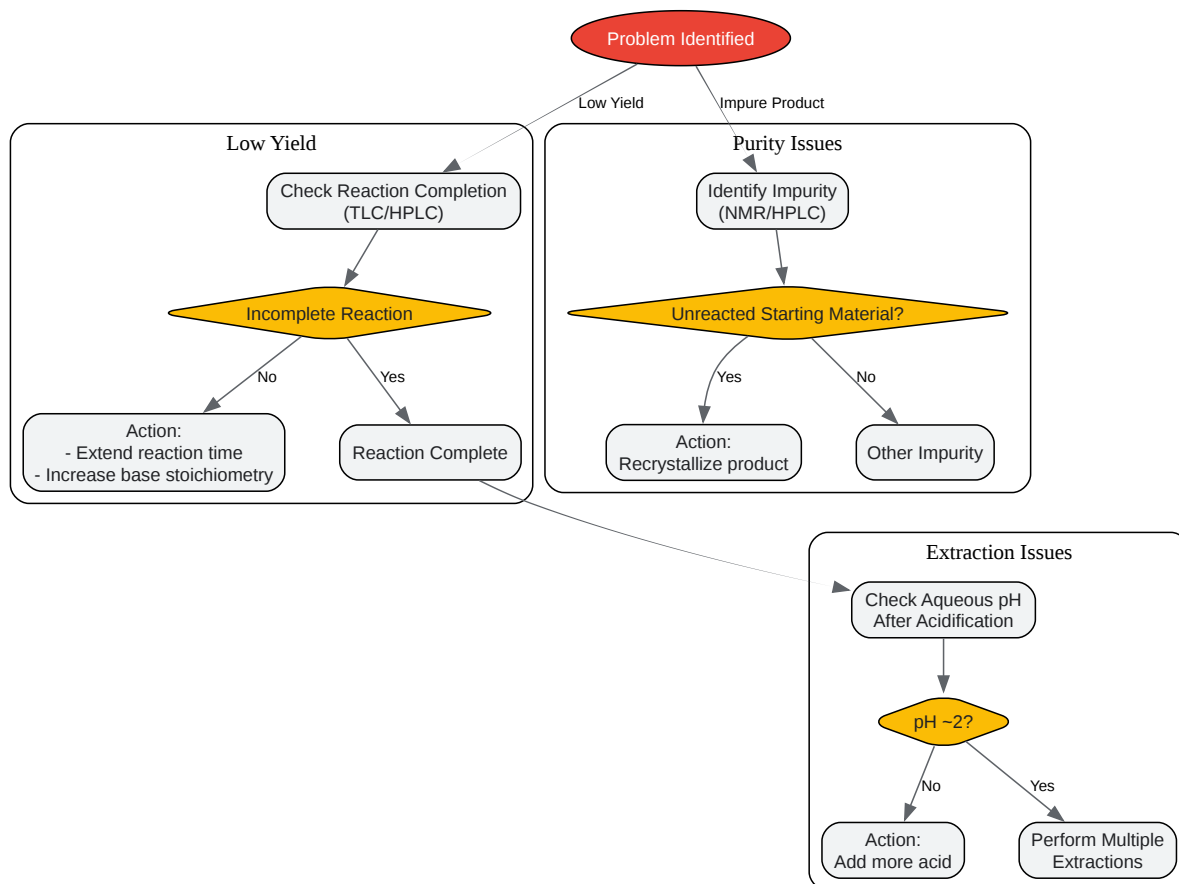 Problem Identified
Low Yield
Impure Product
Low Yield
Check Reaction Completion
(TLC/HPLC)
Incomplete Reaction
No
Yes
Action:
- Extend reaction time
- Increase base stoichiometry
Reaction Complete
Purity Issues
Identify Impurity
(NMR/HPLC)
Unreacted Starting Material?
Yes
No
Action:
Recrystallize product
Other Impurity
Extraction Issues
Check Aqueous pH
After Acidification
pH ~2?
No
Yes
Action:
Add more acid
Perform Multiple
Extractions